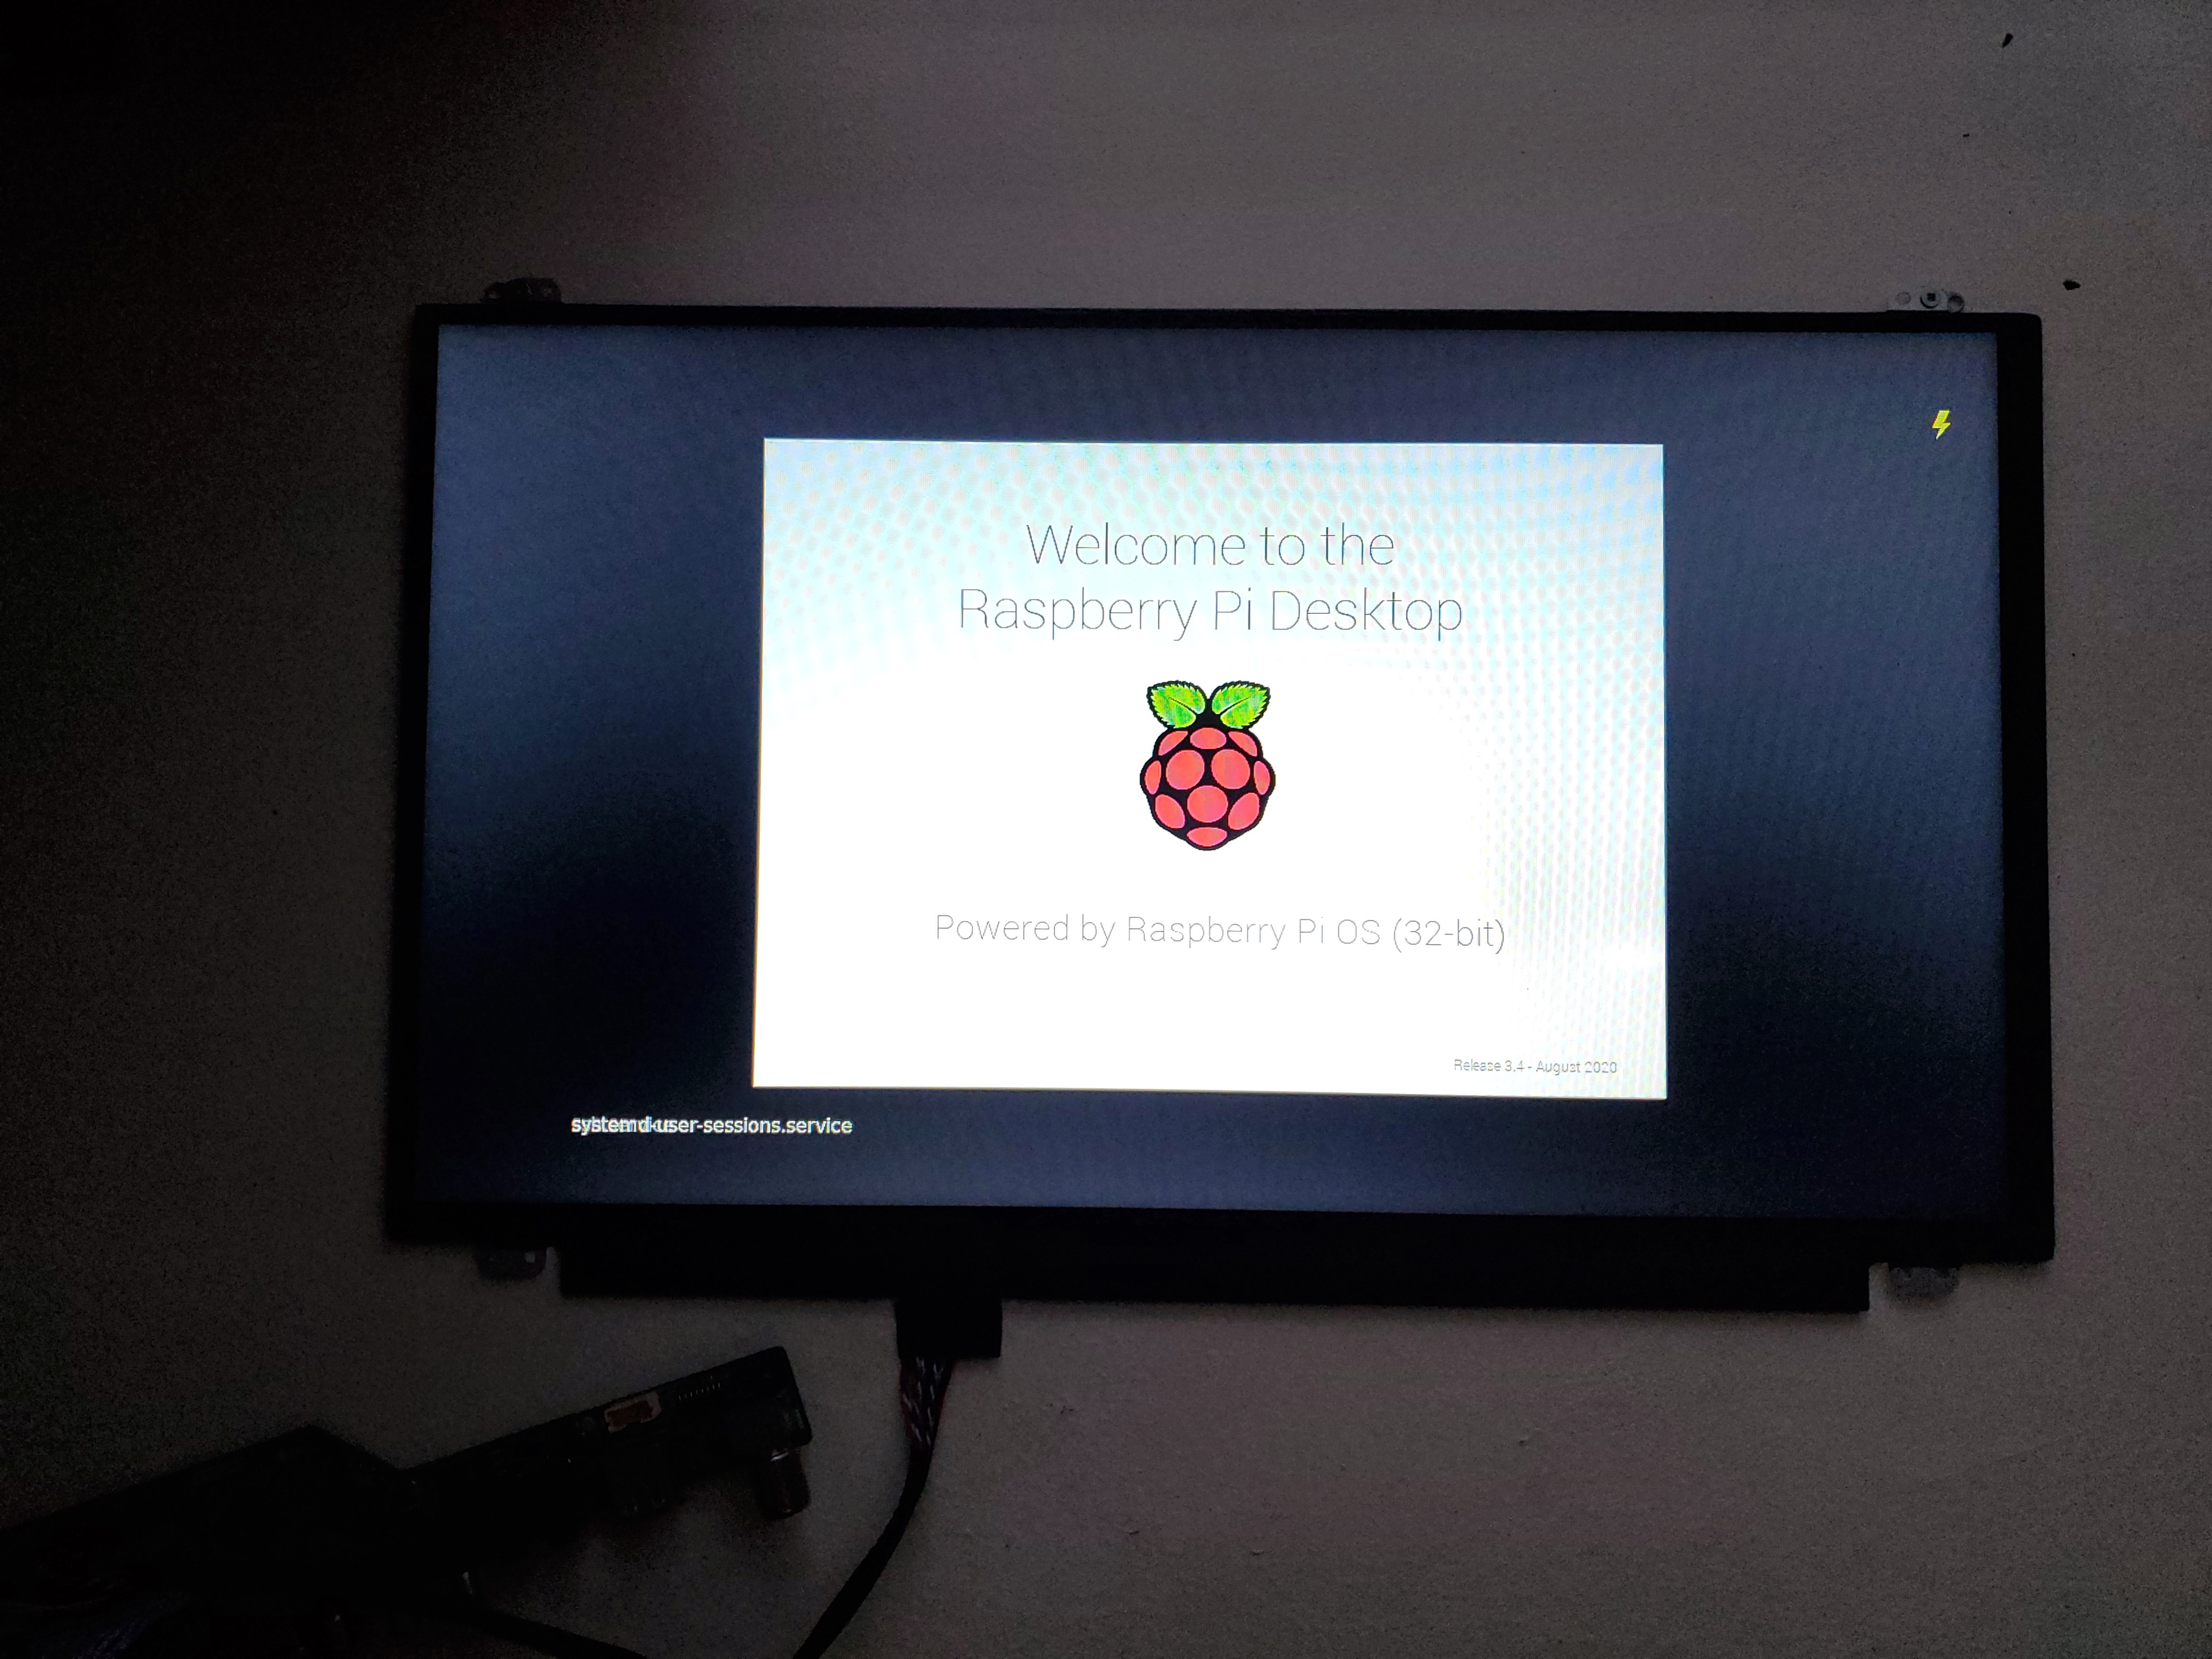 Welcome to the
Raspberry Pi Desktop
Powered by Raspberry Pi OS (32-bit)
Release 3.4 - August 2020
systemd-user-sessions.service